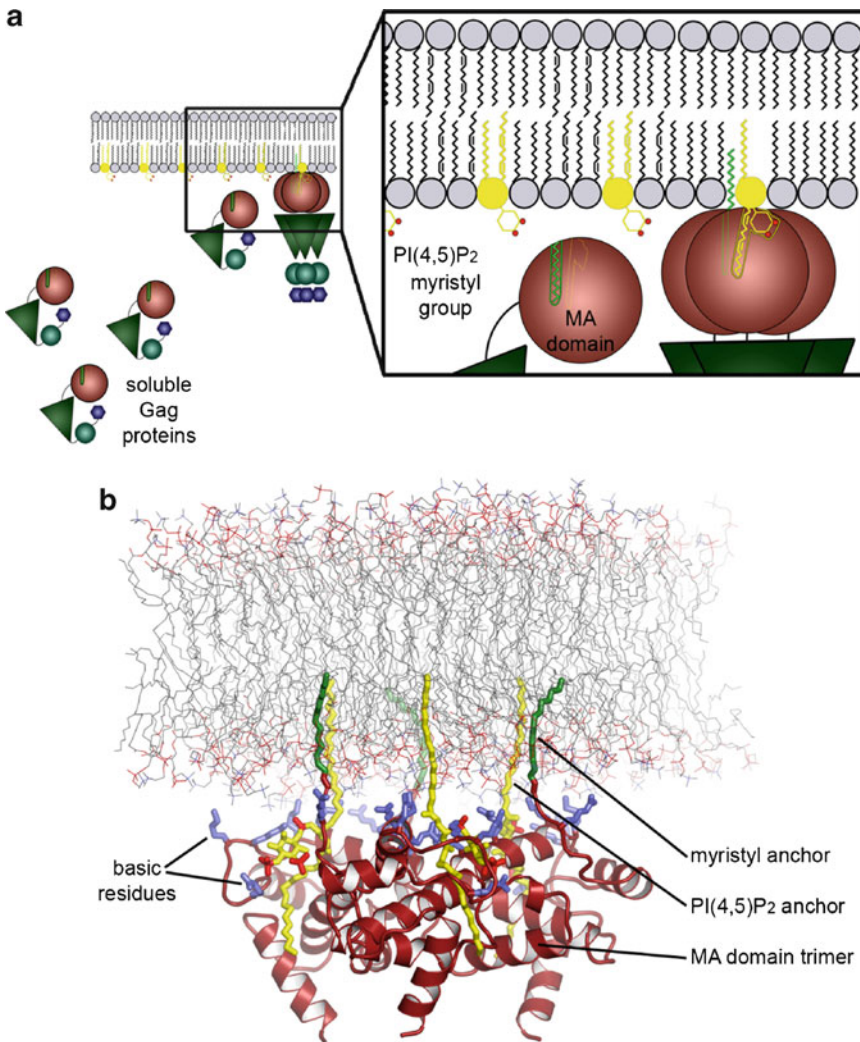 a
PI(4,5)P2
myristyl
group
MA
domain
soluble
Gag
proteins
b
basic
residues
myristyl anchor
PI(4,5)P2 anchor
MA domain trimer